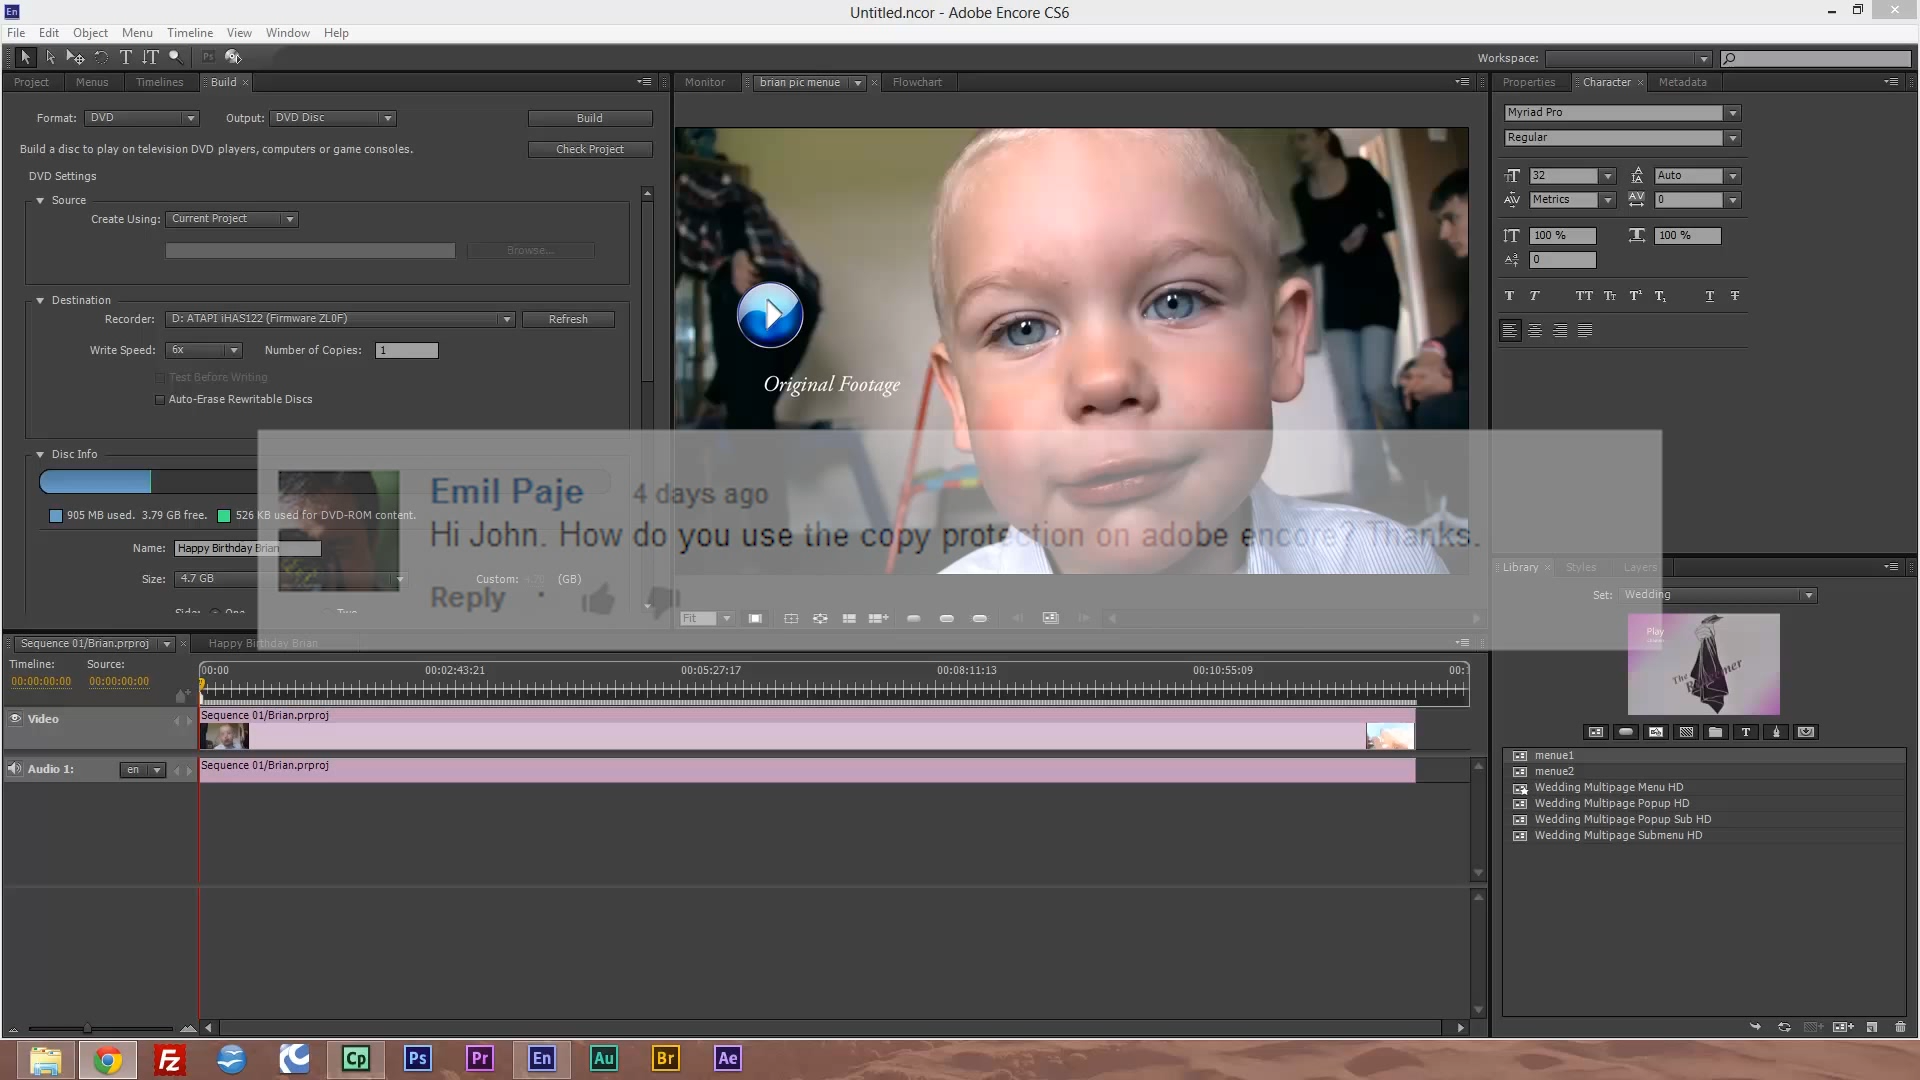 En
Untitled.ncor - Adobe Encore CS6
File Edit Object Menu Timeline View Window Help
Workspace:
Project Menus Timelines Build
Monitor brian pic menue Flowchart
Properties Character Metadata
Format: DVD Output: DVD Disc Build
Build a disc to play on television DVD players, computers or game consoles. Check Project
DVD Settings
Source
Create Using: Current Project
Browse...
Destination
Recorder: D: ATAPI iHAS122 (Firmware ZL0F) Refresh
Write Speed: 6x Number of Copies: 1
Test Before Writing
Auto-Erase Rewritable Discs
Disc Info
905 MB used. 3.79 GB free. 526 KB used for DVD-ROM content.
Name: Happy Birthday Brian
Size: 4.7 GB Custom: (GB)
Side: One Two
Original Footage
Emil Paje 4 days ago
Hi John. How do you use the copy protection on adobe encore? Thanks.
Reply
Fit
Myriad Pro
Regular
32 Auto
Metrics 0
100 % 100 %
0
Library Styles Layers
Set: Wedding
Play
The Redeemer
menue1
menue2
Wedding Multipage Menu HD
Wedding Multipage Popup HD
Wedding Multipage Popup Sub HD
Wedding Multipage Submenu HD
Sequence 01/Brian.prproj Happy Birthday Brian
Timeline: Source:
00:00:00:00 00:00:00:00
00:00 00:02:43:21 00:05:27:17 00:08:11:13 00:10:55:09 00:
Video
Sequence 01/Brian.prproj
Audio 1: en
Sequence 01/Brian.prproj
Fz Cp Ps Pr En Au Br Ae